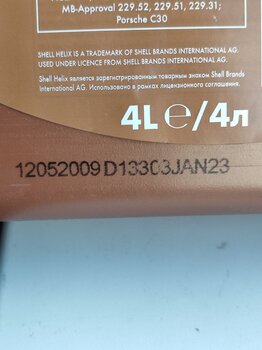 MB-Approval 229.52, 229.51, 229.31;
Porsche C30
SHELL HELIX IS A TRADEMARK OF SHELL BRANDS INTERNATIONAL AG.
USED UNDER LICENCE FROM SHELL BRANDS INTERNATIONAL AG.
Shell Helix является зарегистрированным товарным знаком Shell Brands
International AG. Использовано в рамках лицензионного соглашения.
4L ℮/4л
12052009 D13303JAN23